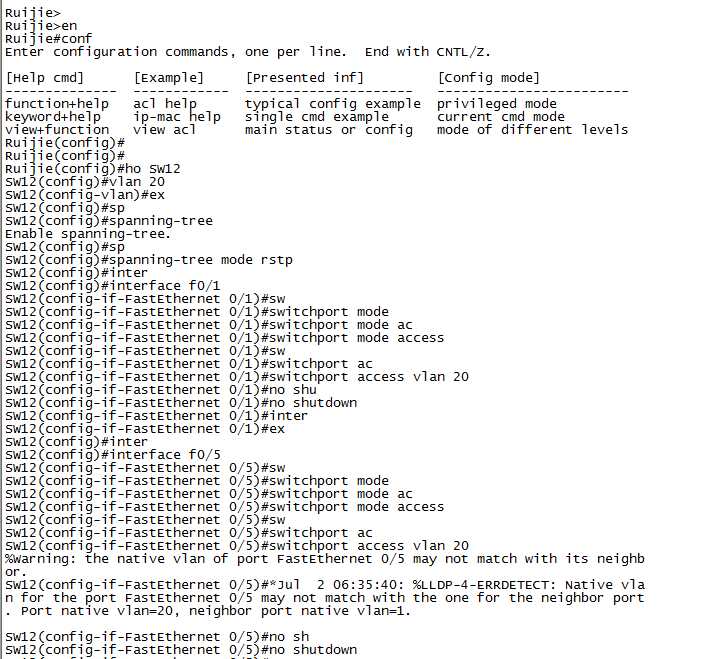 Ruijie>
Ruijie>en
Ruijie#conf
Enter configuration commands, one per line.  End with CNTL/Z.

[Help cmd]      [Example]     [Presented inf]         [Config mode]
--------------  ------------  ----------------------  ------------------------
function+help   acl help      typical config example  privileged mode
keyword+help    ip-mac help   single cmd example      current cmd mode
view+function   view acl      main status or config   mode of different levels
Ruijie(config)#
Ruijie(config)#
Ruijie(config)#ho SW12
SW12(config)#vlan 20
SW12(config-vlan)#ex
SW12(config)#sp
SW12(config)#spanning-tree
Enable spanning-tree.
SW12(config)#sp
SW12(config)#spanning-tree mode rstp
SW12(config)#inter
SW12(config)#interface f0/1
SW12(config-if-FastEthernet 0/1)#sw
SW12(config-if-FastEthernet 0/1)#switchport mode
SW12(config-if-FastEthernet 0/1)#switchport mode ac
SW12(config-if-FastEthernet 0/1)#switchport mode access
SW12(config-if-FastEthernet 0/1)#sw
SW12(config-if-FastEthernet 0/1)#switchport ac
SW12(config-if-FastEthernet 0/1)#switchport access vlan 20
SW12(config-if-FastEthernet 0/1)#no shu
SW12(config-if-FastEthernet 0/1)#no shutdown
SW12(config-if-FastEthernet 0/1)#inter
SW12(config-if-FastEthernet 0/1)#ex
SW12(config)#inter
SW12(config)#interface f0/5
SW12(config-if-FastEthernet 0/5)#sw
SW12(config-if-FastEthernet 0/5)#switchport mode
SW12(config-if-FastEthernet 0/5)#switchport mode ac
SW12(config-if-FastEthernet 0/5)#switchport mode access
SW12(config-if-FastEthernet 0/5)#sw
SW12(config-if-FastEthernet 0/5)#switchport ac
SW12(config-if-FastEthernet 0/5)#switchport access vlan 20
%Warning: the native vlan of port FastEthernet 0/5 may not match with its neighb
or.
SW12(config-if-FastEthernet 0/5)#*Jul  2 06:35:40: %LLDP-4-ERRDETECT: Native vla
n for the port FastEthernet 0/5 may not match with the one for the neighbor port
. Port native vlan=20, neighbor port native vlan=1.

SW12(config-if-FastEthernet 0/5)#no sh
SW12(config-if-FastEthernet 0/5)#no shutdown